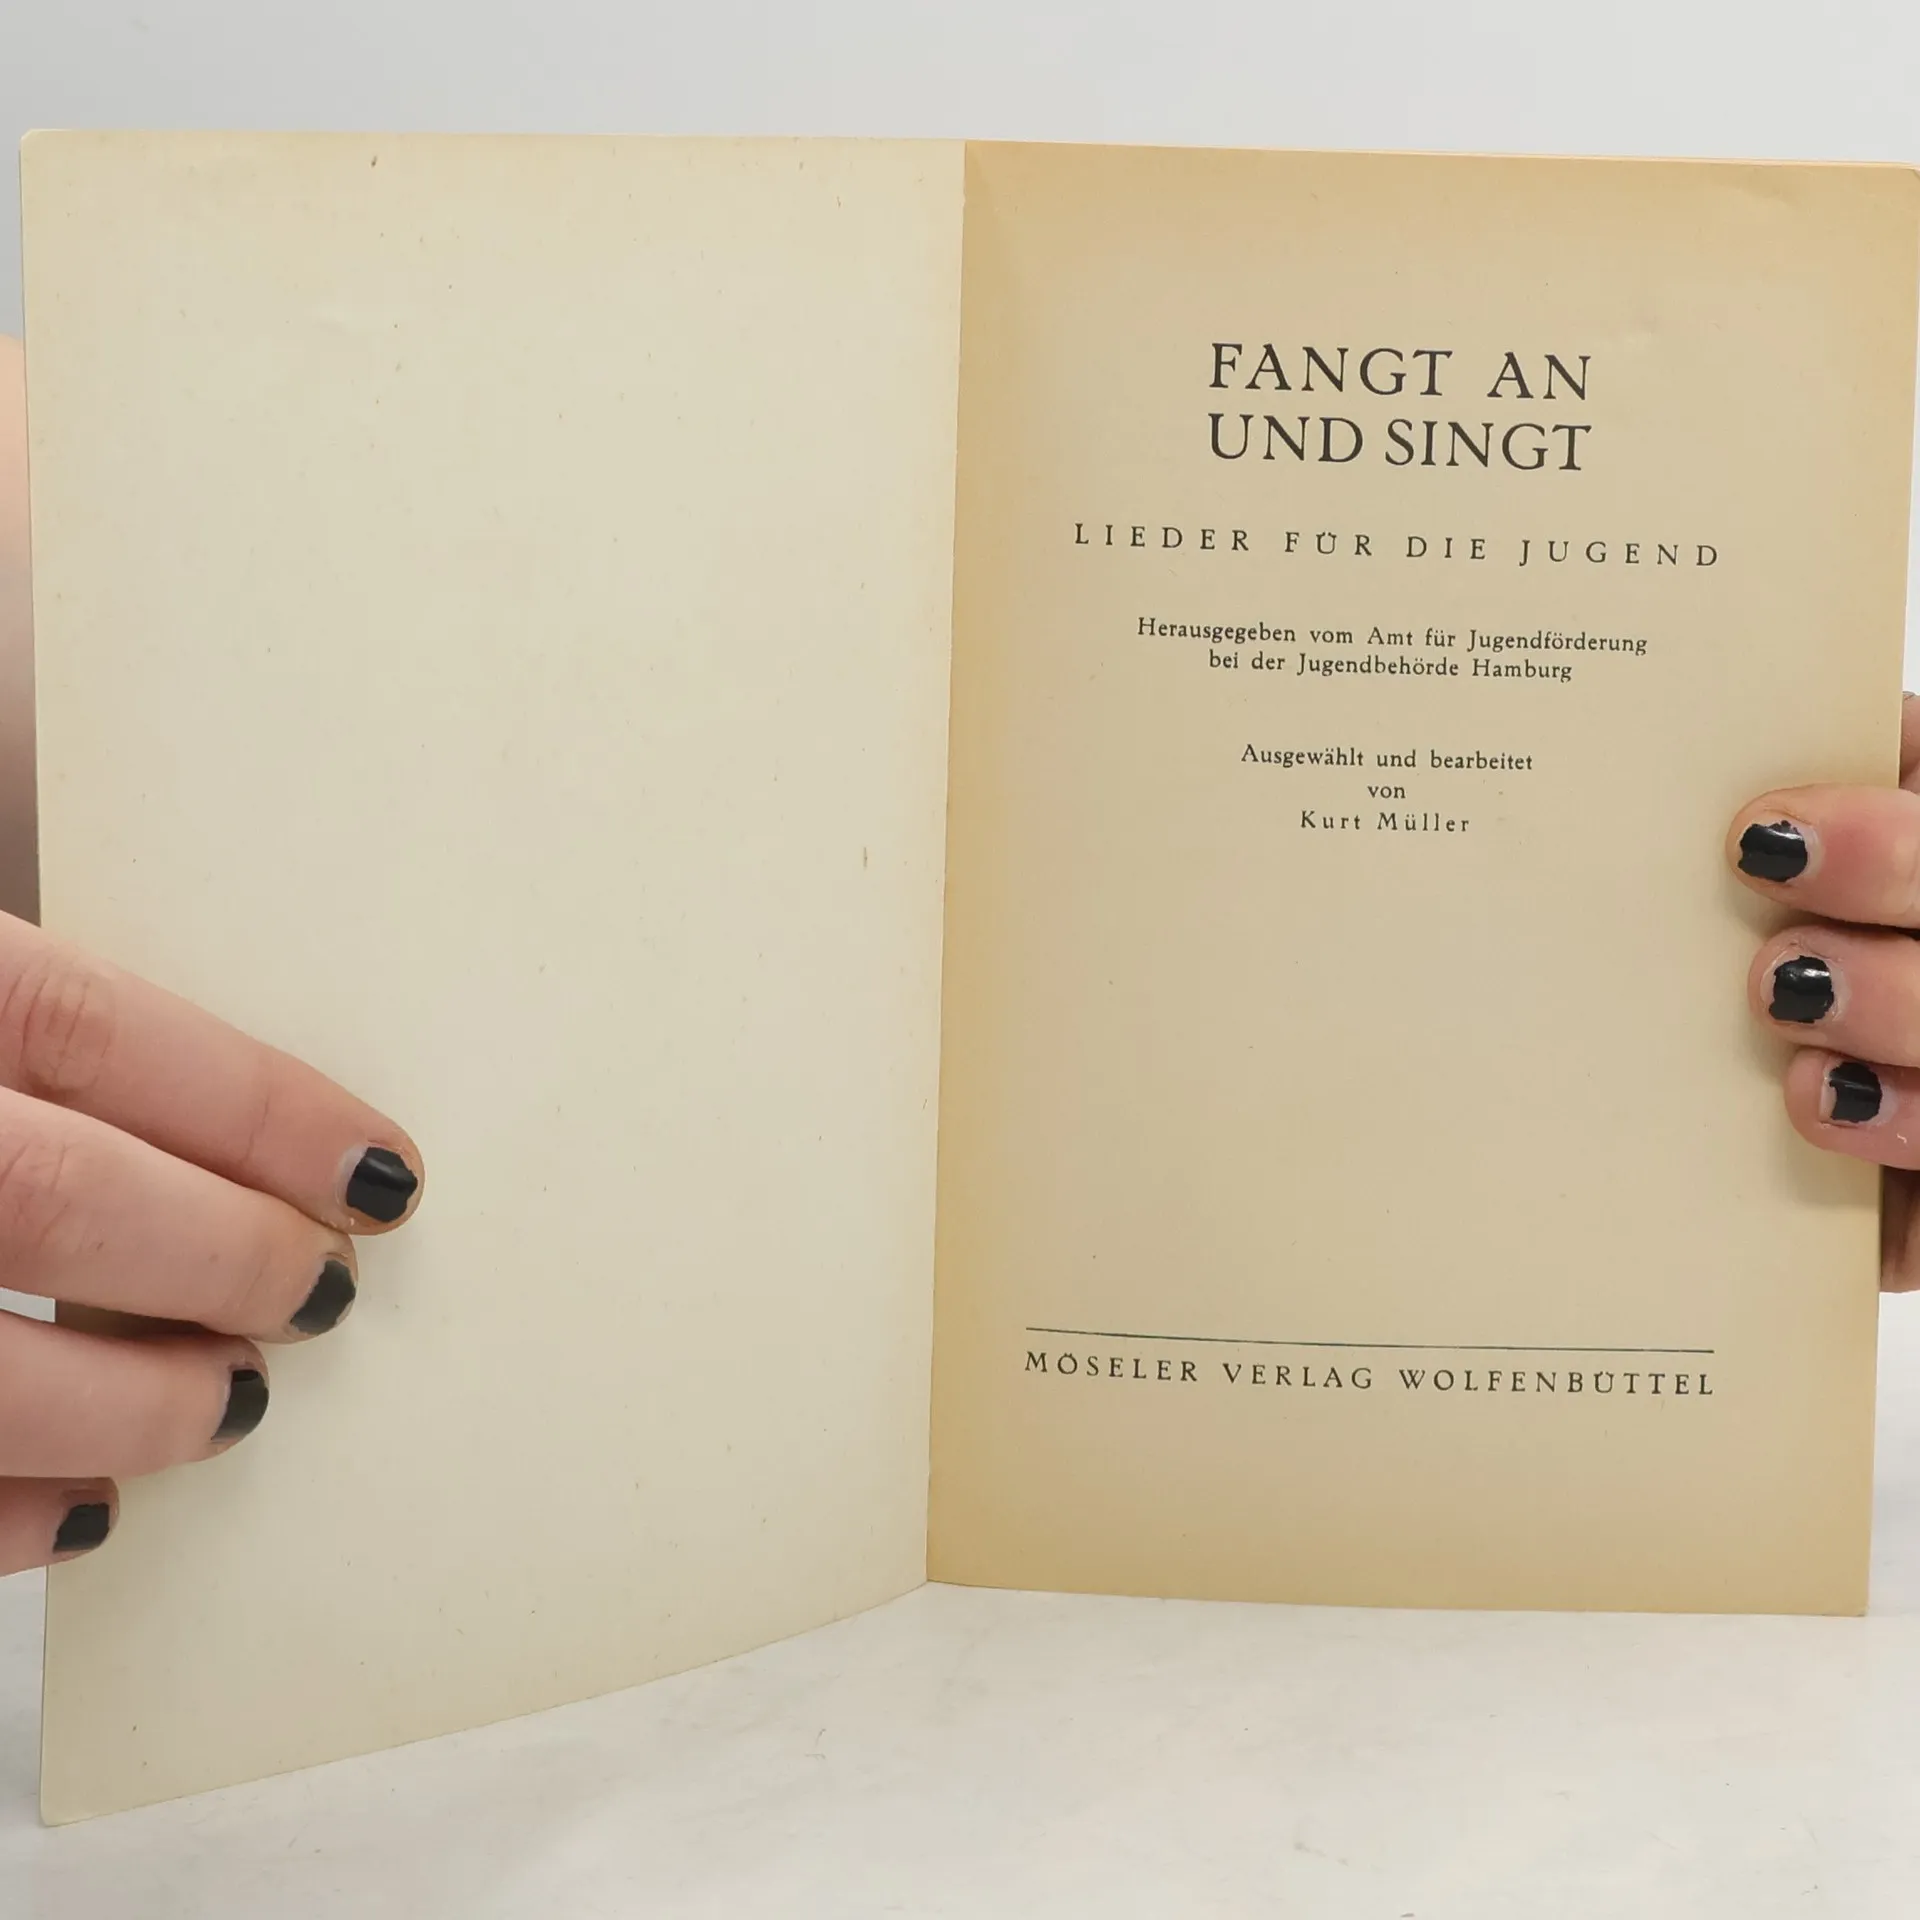 FANGT AN
UND SINGT
LIEDER FÜR DIE JUGEND
Herausgegeben vom Amt für Jugendförderung
bei der Jugendbehörde Hamburg
Ausgewählt und bearbeitet
von
Kurt Müller
MÖSELER VERLAG WOLFENBÜTTEL